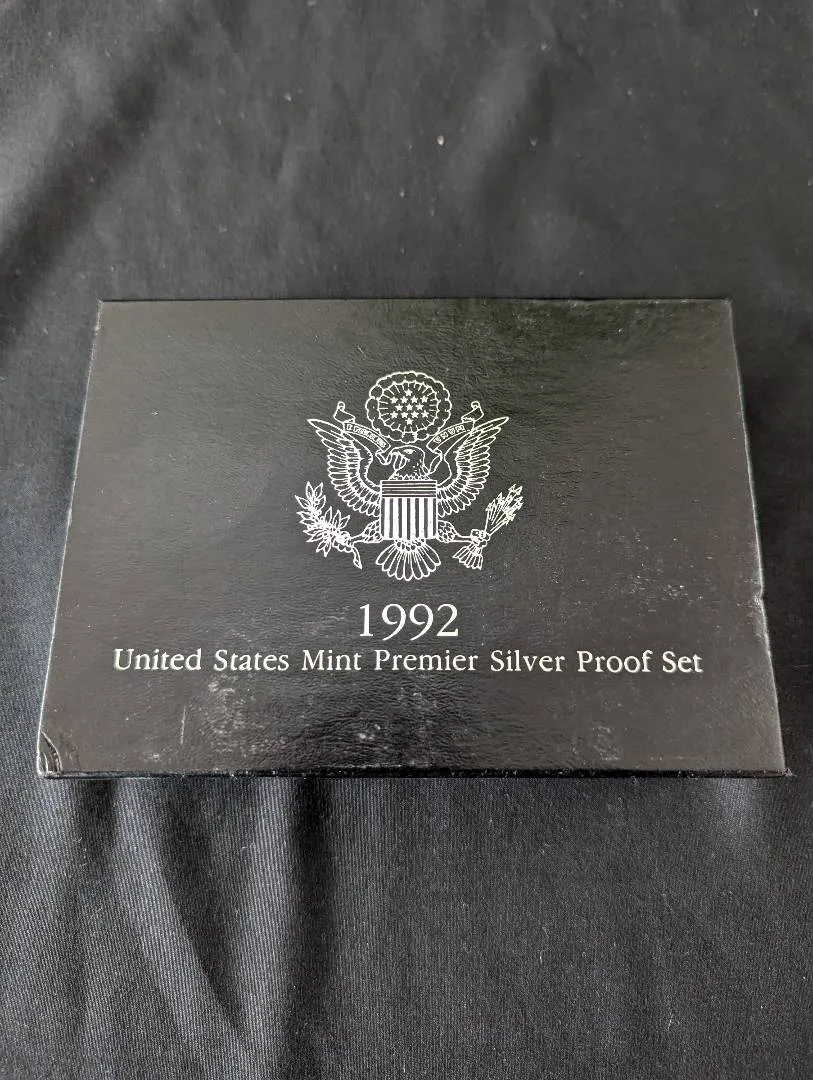 1992
United States Mint Premier Silver Proof Set